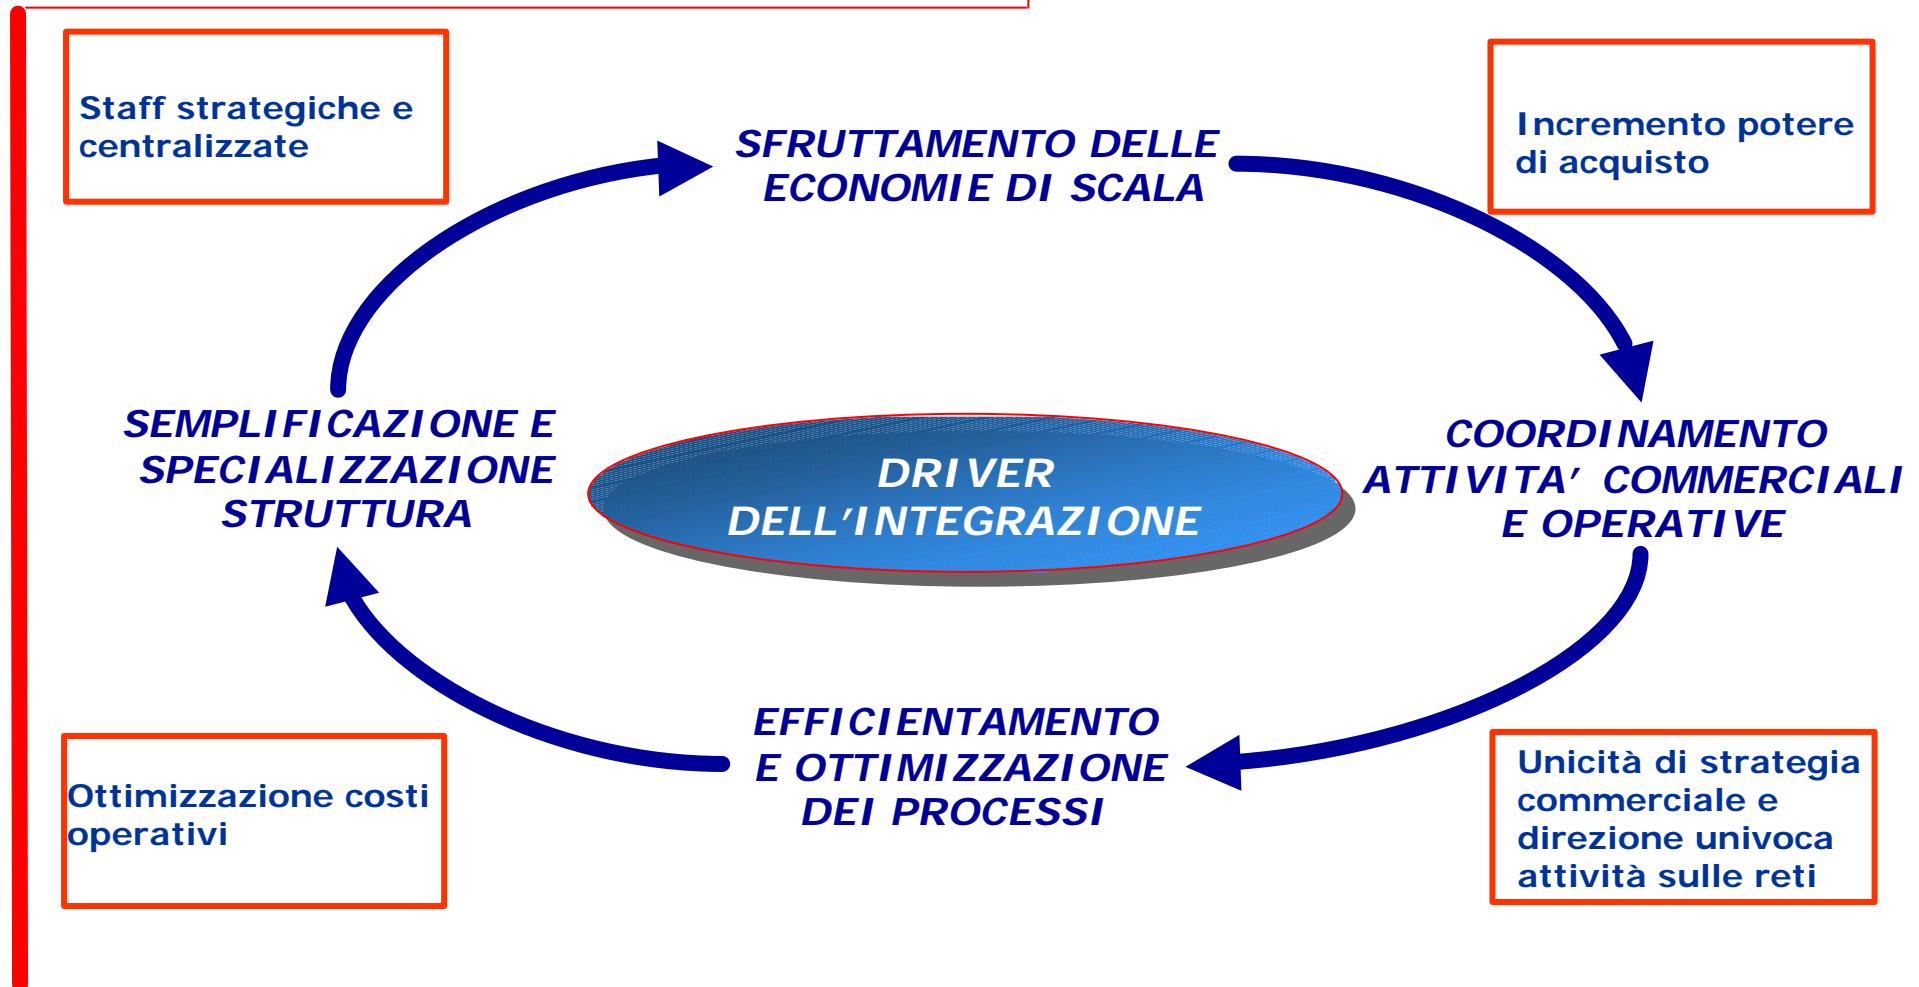 Staff strategiche e
centralizzate
SFRUTTAMENTO DELLE
ECONOMIE DI SCALA
Incremento potere
di acquisto
SEMPLIFICAZIONE E
SPECIALIZZAZIONE
STRUTTURA
DRIVER
DELL'INTEGRAZIONE
COORDINAMENTO
ATTIVITA' COMMERCIALI
E OPERATIVE
EFFICIENTAMENTO
E OTTIMIZZAZIONE
DEI PROCESSI
Ottimizzazione costi
operativi
Unicità di strategia
commerciale e
direzione univoca
attività sulle reti